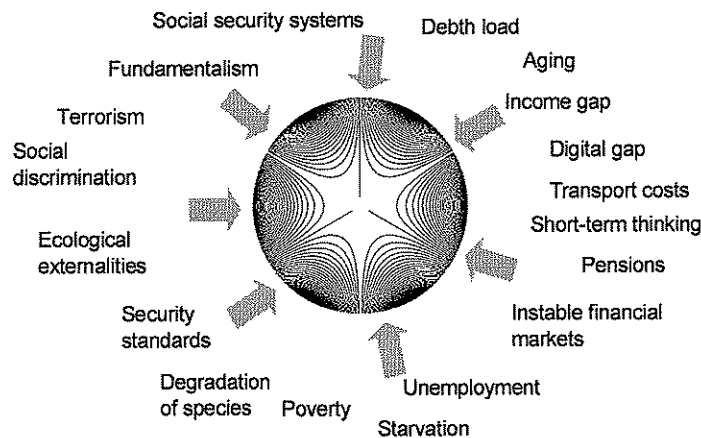 Social security systems
Debth load
Fundamentalism
Aging
Income gap
Terrorism
Social
discrimination
Digital gap
Transport costs
Short-term thinking
Ecological
externalities
Pensions
Security
standards
Instable financial
markets
Degradation
of species
Poverty
Unemployment
Starvation